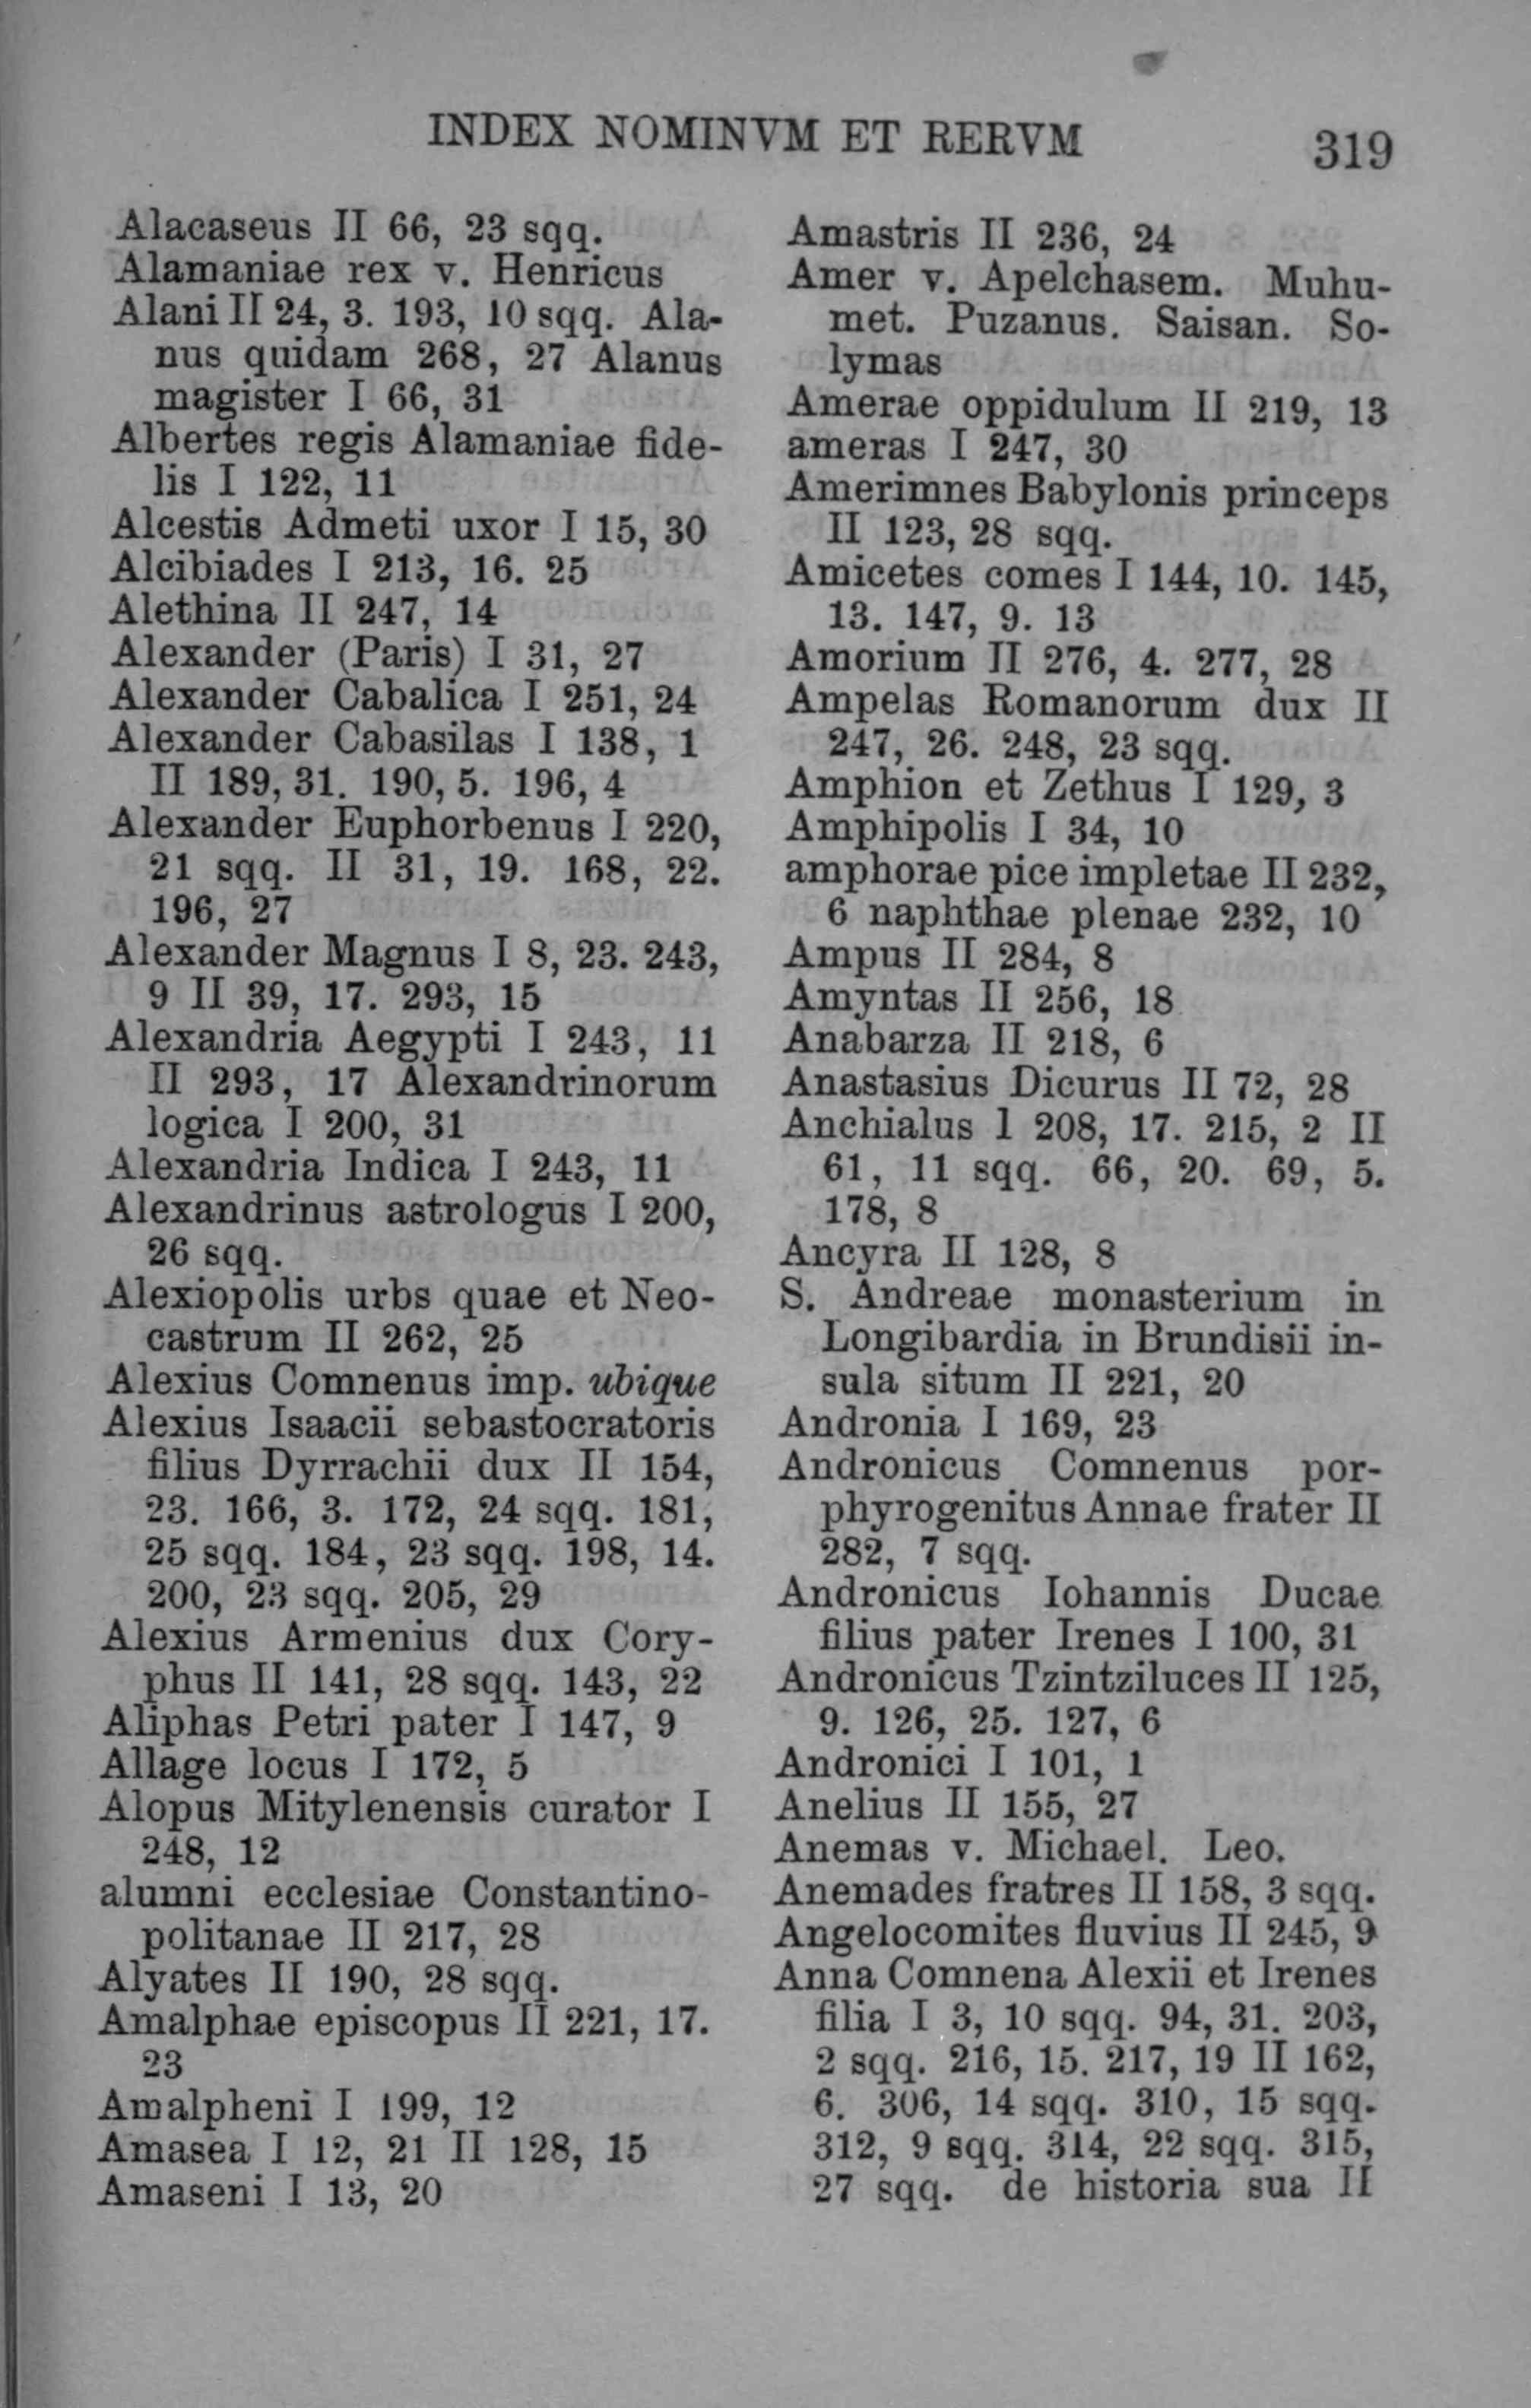 INDEX NOMINVM ET RERVM
319
Alacaseus II 66, 23 sqq.
Alamaniae rex v. Henricus
Alani II 24, 3. 193, 10 sqq. Ala-
nus quidam 268, 27 Alanus
magister I 66, 31
Albertes regis Alamaniae fide-
lis I 122, 11
Alcestis Admeti uxor I 15, 30
Alcibiades I 213, 16. 25
Alethina II 247, 14
Alexander (Paris) I 31, 27
Alexander Cabalica I 251, 24
Alexander Cabasilas I 138, 1
II 189, 31. 190, 5. 196, 4
Alexander Euphorbenus I 220,
21 sqq. II 31, 19. 168, 22.
196, 27
Alexander Magnus I 8, 23. 243,
9 II 39, 17. 293, 15
Alexandria Aegypti I 243, 11
II 293, 17 Alexandrinorum
logica I 200, 31
Alexandria Indica I 243, 11
Alexandrinus astrologus I 200,
26 sqq.
Alexiopolis urbs quae et Neo-
castrum II 262, 25
Alexius Comnenus imp. ubique
Alexius Isaacii sebastocratoris
filius Dyrrachii dux II 154,
23. 166, 3. 172, 24 sqq. 181,
25 sqq. 184, 23 sqq. 198, 14.
200, 23 sqq. 205, 29
Alexius Armenius dux Cory-
phus II 141, 28 sqq. 143, 22
Aliphas Petri pater I 147, 9
Allage locus I 172, 5
Alopus Mitylenensis curator I
248, 12
alumni ecclesiae Constantino-
politanae II 217, 28
Alyates II 190, 28 sqq.
Amalphae episcopus II 221, 17.
23
Amalpheni I 199, 12
Amasea I 12, 21 II 128, 15
Amaseni I 13, 20
Amastris II 236, 24
Amer v. Apelchasem. Muhu-
met. Puzanus. Saisan. So-
lymas
Amerae oppidulum II 219, 13
ameras I 247, 30
Amerimnes Babylonis princeps
II 123, 28 sqq.
Amicetes comes I 144, 10. 145,
13. 147, 9. 13
Amorium II 276, 4. 277, 28
Ampelas Romanorum dux II
247, 26. 248, 23 sqq.
Amphion et Zethus I 129, 3
Amphipolis I 34, 10
amphorae pice impletae II 232,
6 naphthae plenae 232, 10
Ampus II 284, 8
Amyntas II 256, 18
Anabarza II 218, 6
Anastasius Dicurus II 72, 28
Anchialus I 208, 17. 215, 2 II
61, 11 sqq. 66, 20. 69, 5.
178, 8
Ancyra II 128, 8
S. Andreae monasterium in
Longibardia in Brundisii in-
sula situm II 221, 20
Andronia I 169, 23
Andronicus Comnenus por-
phyrogenitus Annae frater II
282, 7 sqq.
Andronicus Iohannis Ducae
filius pater Irenes I 100, 31
Andronicus Tzintziluces II 125,
9. 126, 25. 127, 6
Andronici I 101, 1
Anelius II 155, 27
Anemas v. Michael. Leo.
Anemades fratres II 158, 3 sqq.
Angelocomites fluvius II 245, 9
Anna Comnena Alexii et Irenes
filia I 3, 10 sqq. 94, 31. 203,
2 sqq. 216, 15. 217, 19 II 162,
6. 306, 14 sqq. 310, 15 sqq.
312, 9 sqq. 314, 22 sqq. 315,
27 sqq. de historia sua II